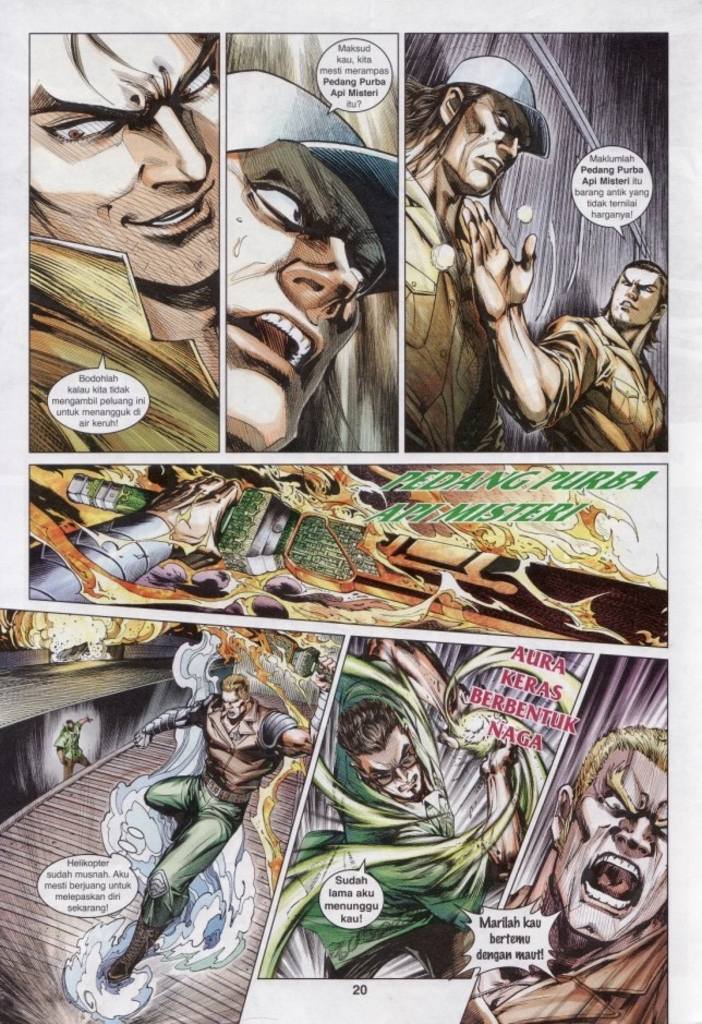 Bodohlah
kalau kita tidak
mengambil peluang ini
untuk menangguk di
air keruh!
Maksud
kau, kita
mesti merampas
Pedang Purba
Api Misteri
itu?
Maklumlah
Pedang Purba
Api Misteri itu
barang antik yang
tidak ternilai
harganya!
PEDANG PURBA
API MISTERI
Helikopter
sudah musnah. Aku
mesti berjuang untuk
melepaskan diri
sekarang!
AURA
KERAS
BERBENTUK
NAGA
Sudah
lama aku
menunggu
kau!
Marilah kau
bertemu
dengan maut!
20